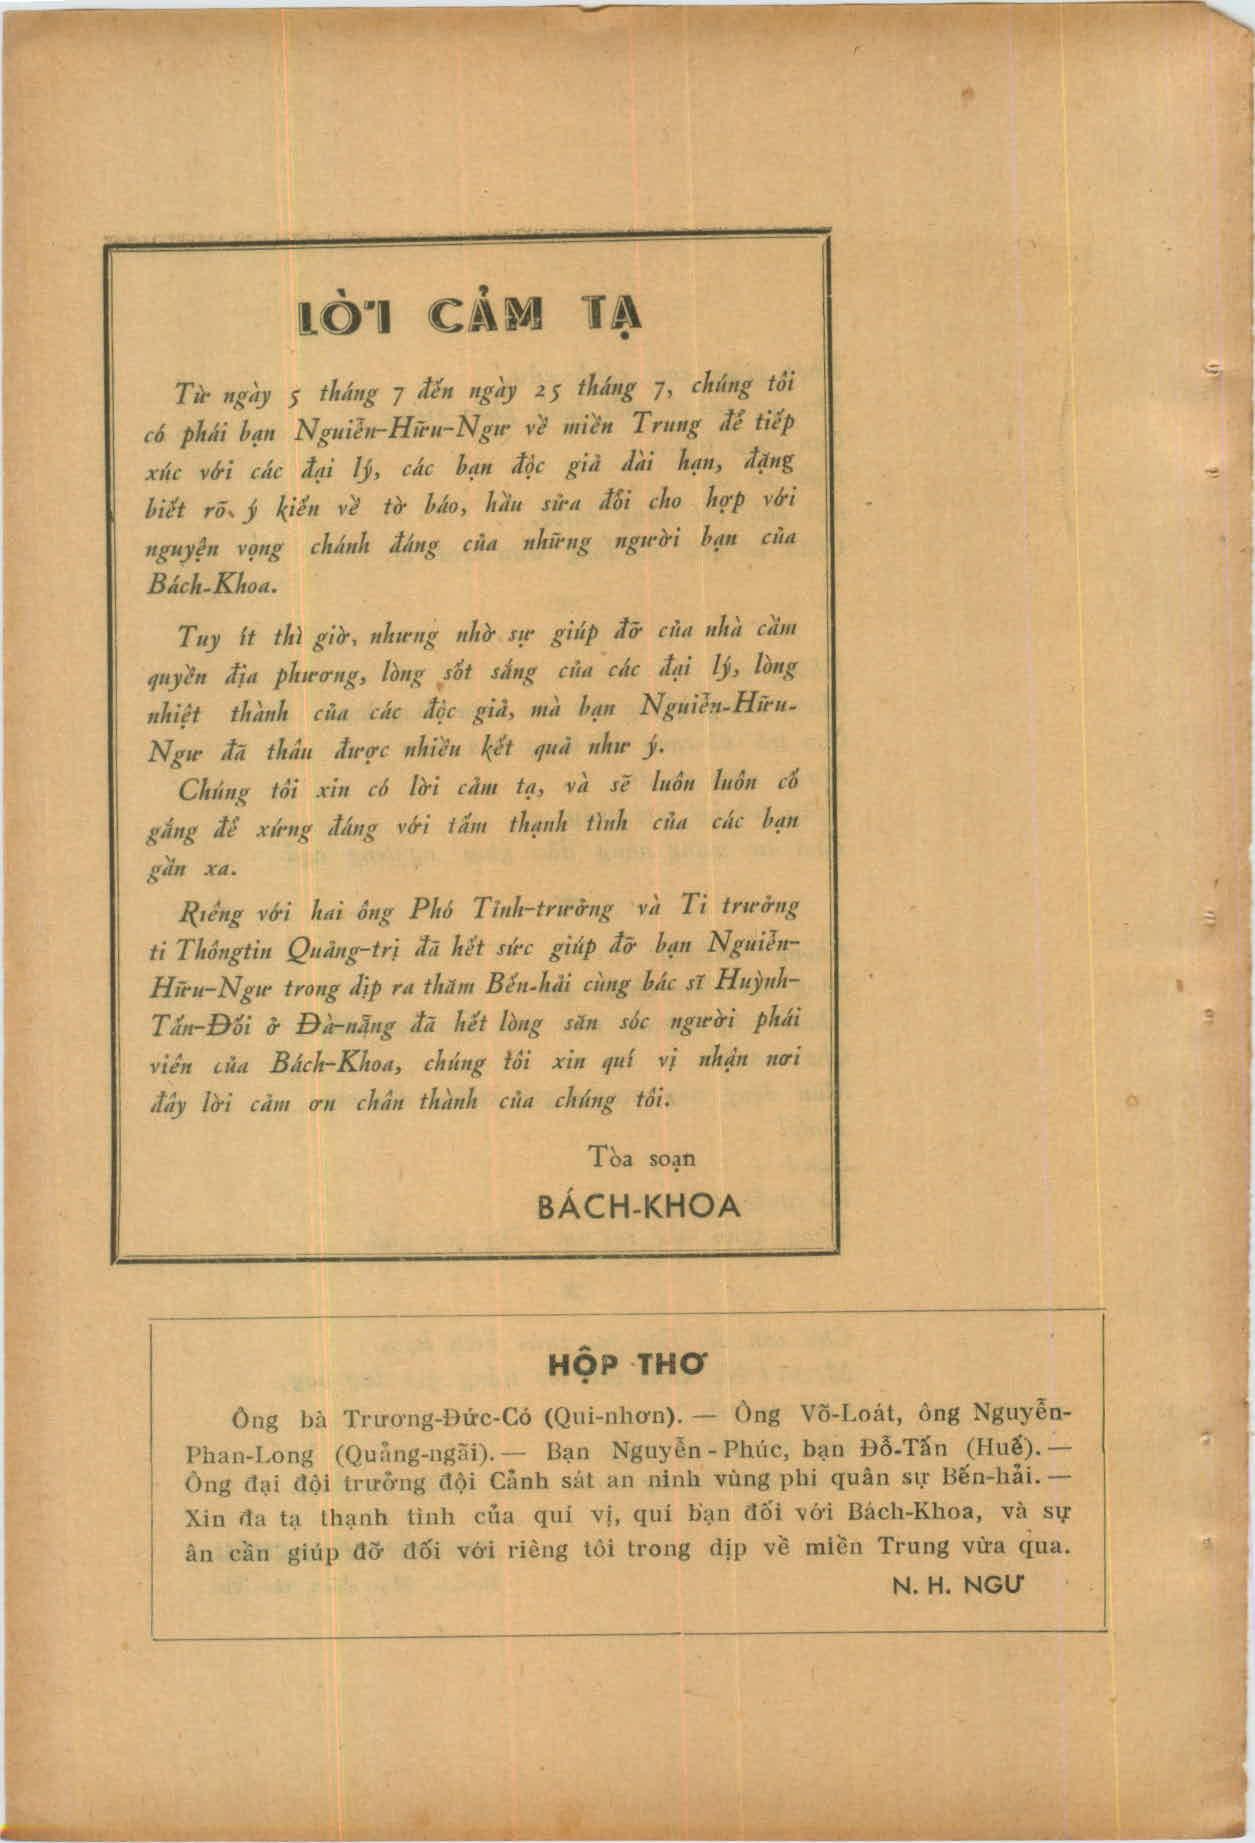 LỜI CẢM TẠ
Từ ngày 5 tháng 7 đến ngày 25 tháng 7, chúng tôi
có phái bạn Nguiễn-Hữu-Ngư về miền Trung để tiếp
xúc với các đại lý, các bạn độc giả dài hạn, đặng
biết rõ ý kiến về tờ báo, hầu sửa đổi cho hợp với
nguyện vọng chánh đáng của những người bạn của
Bách-Khoa.
Tuy ít thì giờ, nhưng nhờ sự giúp đỡ của nhà cầm
quyền địa phương, lòng sốt sắng của các đại lý, lòng
nhiệt thành của các độc giả, mà bạn Nguiễn-Hữu-
Ngư đã thâu được nhiều kết quả như ý.
Chúng tôi xin có lời cảm tạ, và sẽ luôn luôn cố
gắng để xứng đáng với tấm thạnh tình của các bạn
gần xa.
Riêng với hai ông Phó Tỉnh-trưởng và Ti trưởng
ti Thôngtin Quảng-trị đã hết sức giúp đỡ bạn Nguiễn-
Hữu-Ngư trong dịp ra thăm Bến-hải cùng bác sĩ Huỳnh-
Tấn-Đối ở Đà-nẵng đã hết lòng săn sóc người phái
viên của Bách-Khoa, chúng tôi xin quí vị nhận nơi
đây lời cảm ơn chân thành của chúng tôi.
Tòa soạn
BÁCH-KHOA
HỘP THƠ
Ông bà Trương-Đức-Có (Qui-nhơn). — Ông Võ-Loát, ông Nguyễn-
Phan-Long (Quảng-ngãi). — Bạn Nguyễn-Phúc, bạn Đỗ-Tấn (Huế). —
Ông đại đội trưởng đội Cảnh sát an ninh vùng phi quân sự Bến-hải. —
Xin đa tạ thạnh tình của quí vị, quí bạn đối với Bách-Khoa, và sự
ân cần giúp đỡ đối với riêng tôi trong dịp về miền Trung vừa qua.
N. H. NGƯ